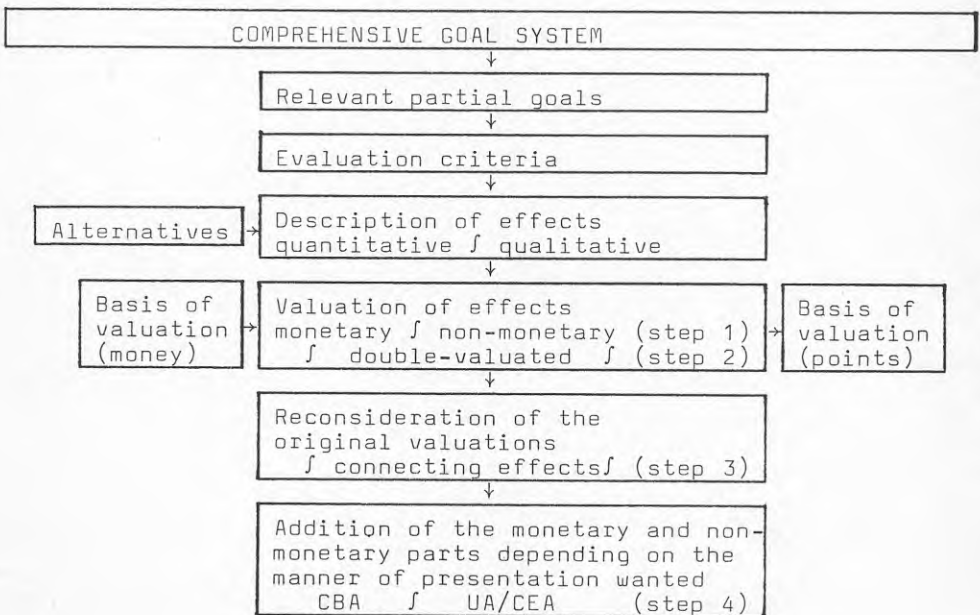 COMPREHENSIVE GOAL SYSTEM
↓
Relevant partial goals
↓
Evaluation criteria
↓
Alternatives
→
Description of effects
quantitative ∫ qualitative
↓
Basis of
valuation
(money)
→
Valuation of effects
monetary ∫ non-monetary (step 1)
∫ double-valuated ∫ (step 2)
→
Basis of
valuation
(points)
↓
Reconsideration of the
original valuations
∫ connecting effects∫ (step 3)
↓
Addition of the monetary and non-
monetary parts depending on the
manner of presentation wanted
CBA ∫ UA/CEA (step 4)